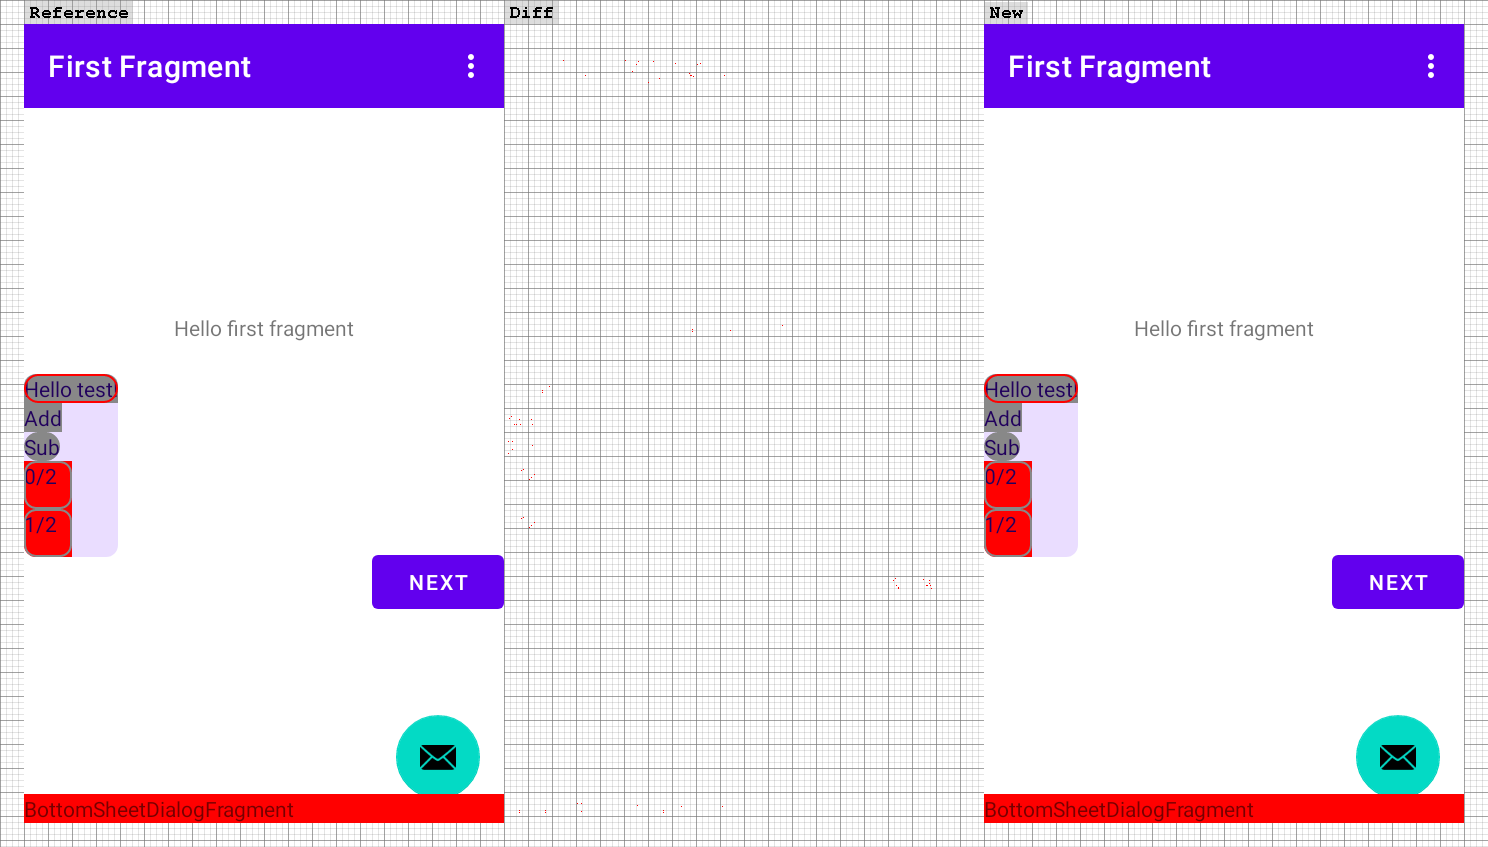 Reference
Diff
New
First Fragment
First Fragment
Hello first fragment
Hello first fragment
Hello test!
Hello test!
Add
Add
Sub
Sub
0/2
0/2
1/2
1/2
NEXT
NEXT
BottomSheetDialogFragment
BottomSheetDialogFragment